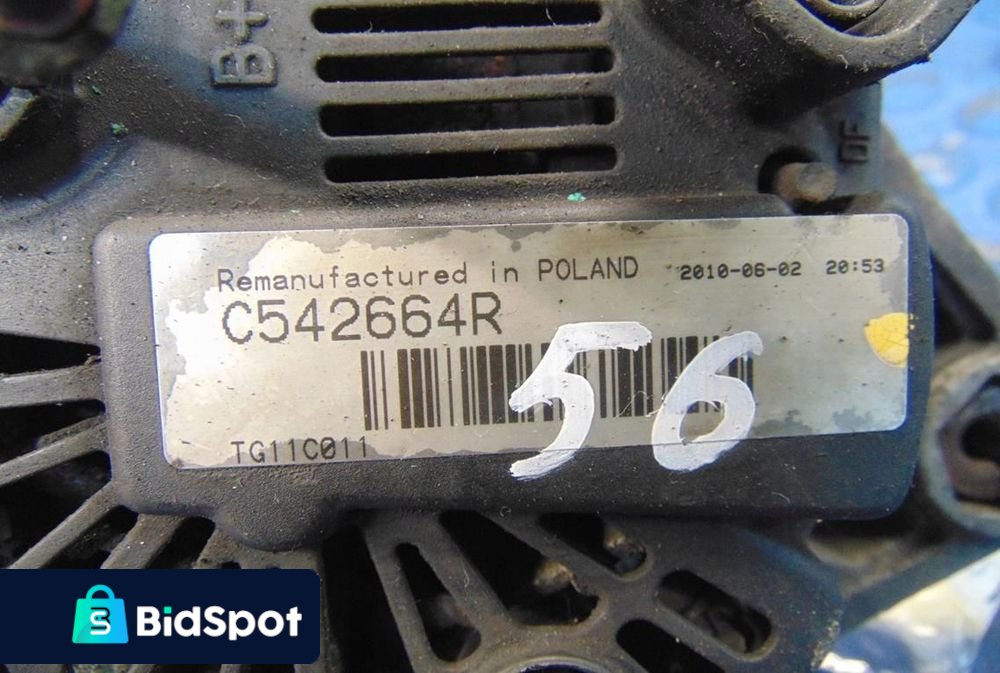 B+
DF
Remanufactured in POLAND 2010-06-02 20:53
C542664R
56
TG11C011
BidSpot